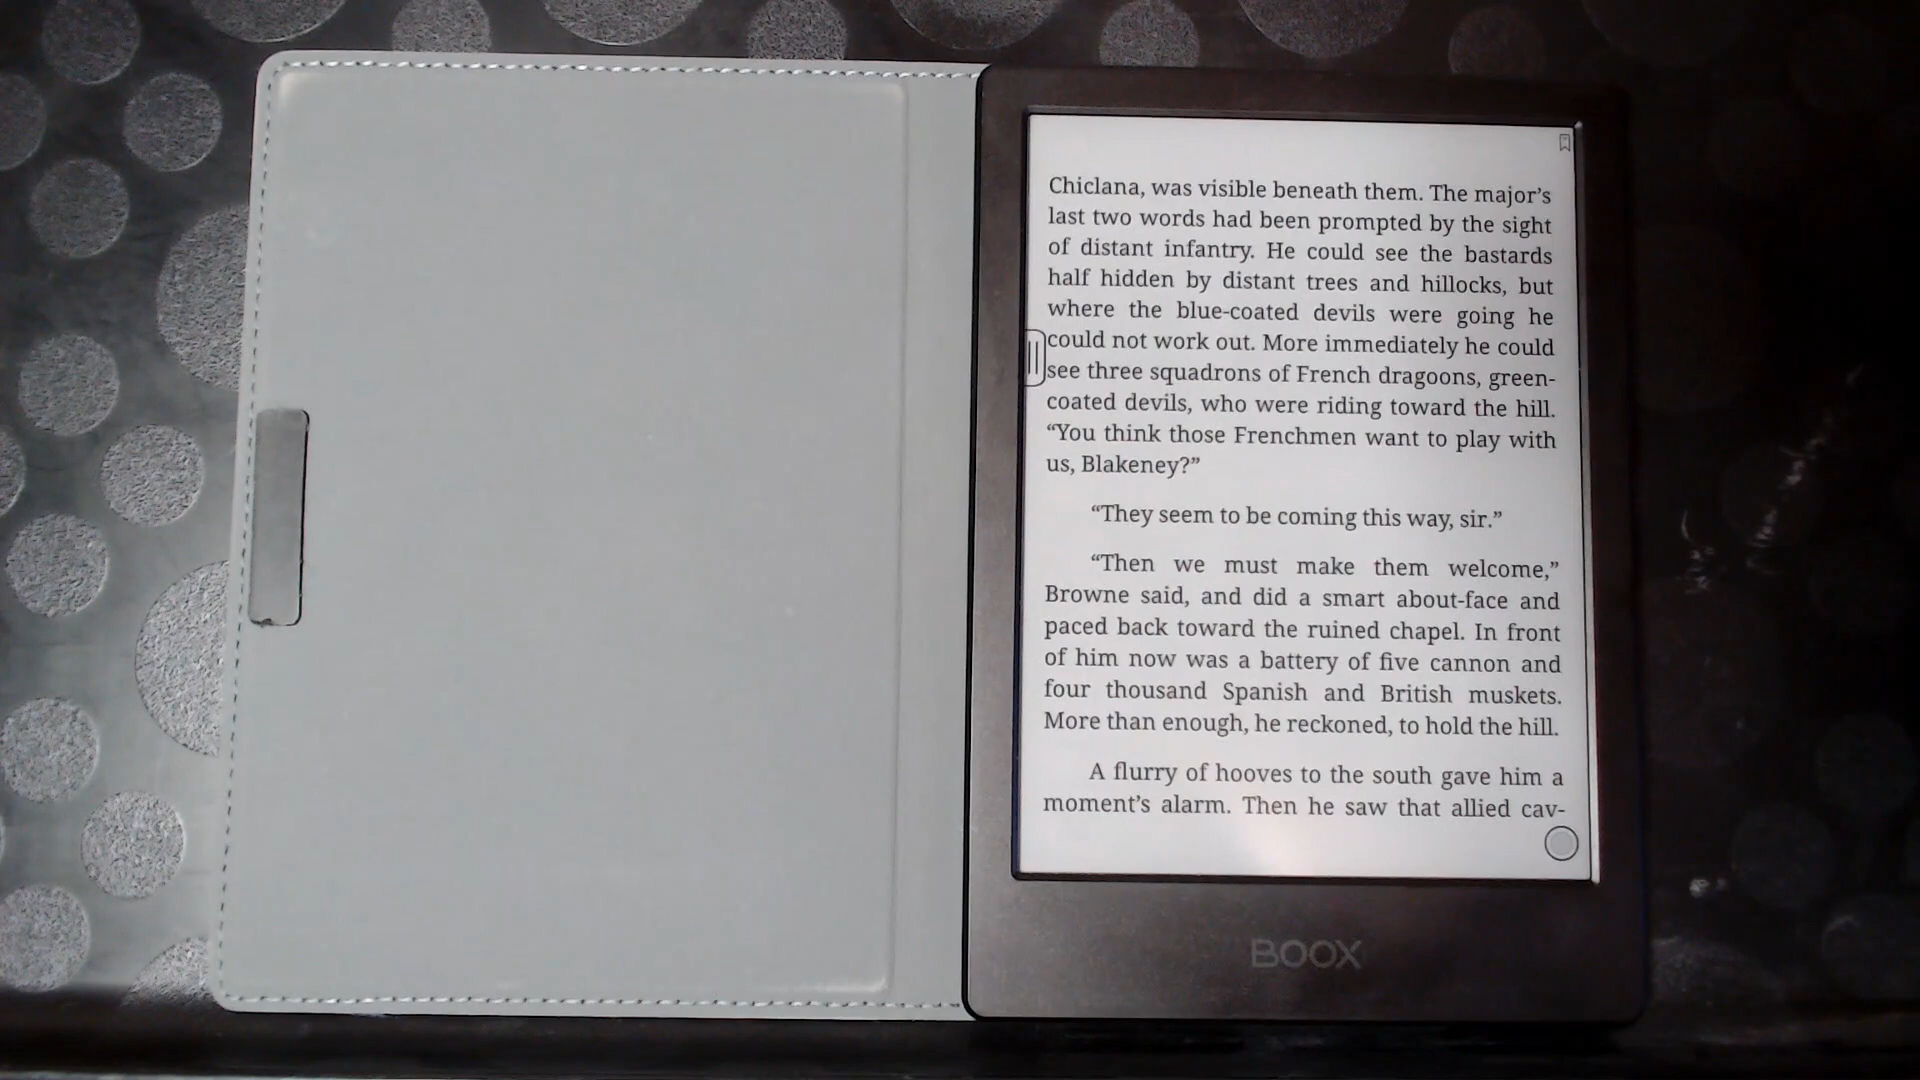 Chiclana, was visible beneath them. The major’s
last two words had been prompted by the sight
of distant infantry. He could see the bastards
half hidden by distant trees and hillocks, but
where the blue-coated devils were going he
could not work out. More immediately he could
see three squadrons of French dragoons, green-
coated devils, who were riding toward the hill.
“You think those Frenchmen want to play with
us, Blakeney?”
“They seem to be coming this way, sir.”
“Then we must make them welcome,”
Browne said, and did a smart about-face and
paced back toward the ruined chapel. In front
of him now was a battery of five cannon and
four thousand Spanish and British muskets.
More than enough, he reckoned, to hold the hill.
A flurry of hooves to the south gave him a
moment’s alarm. Then he saw that allied cav-
BOOX